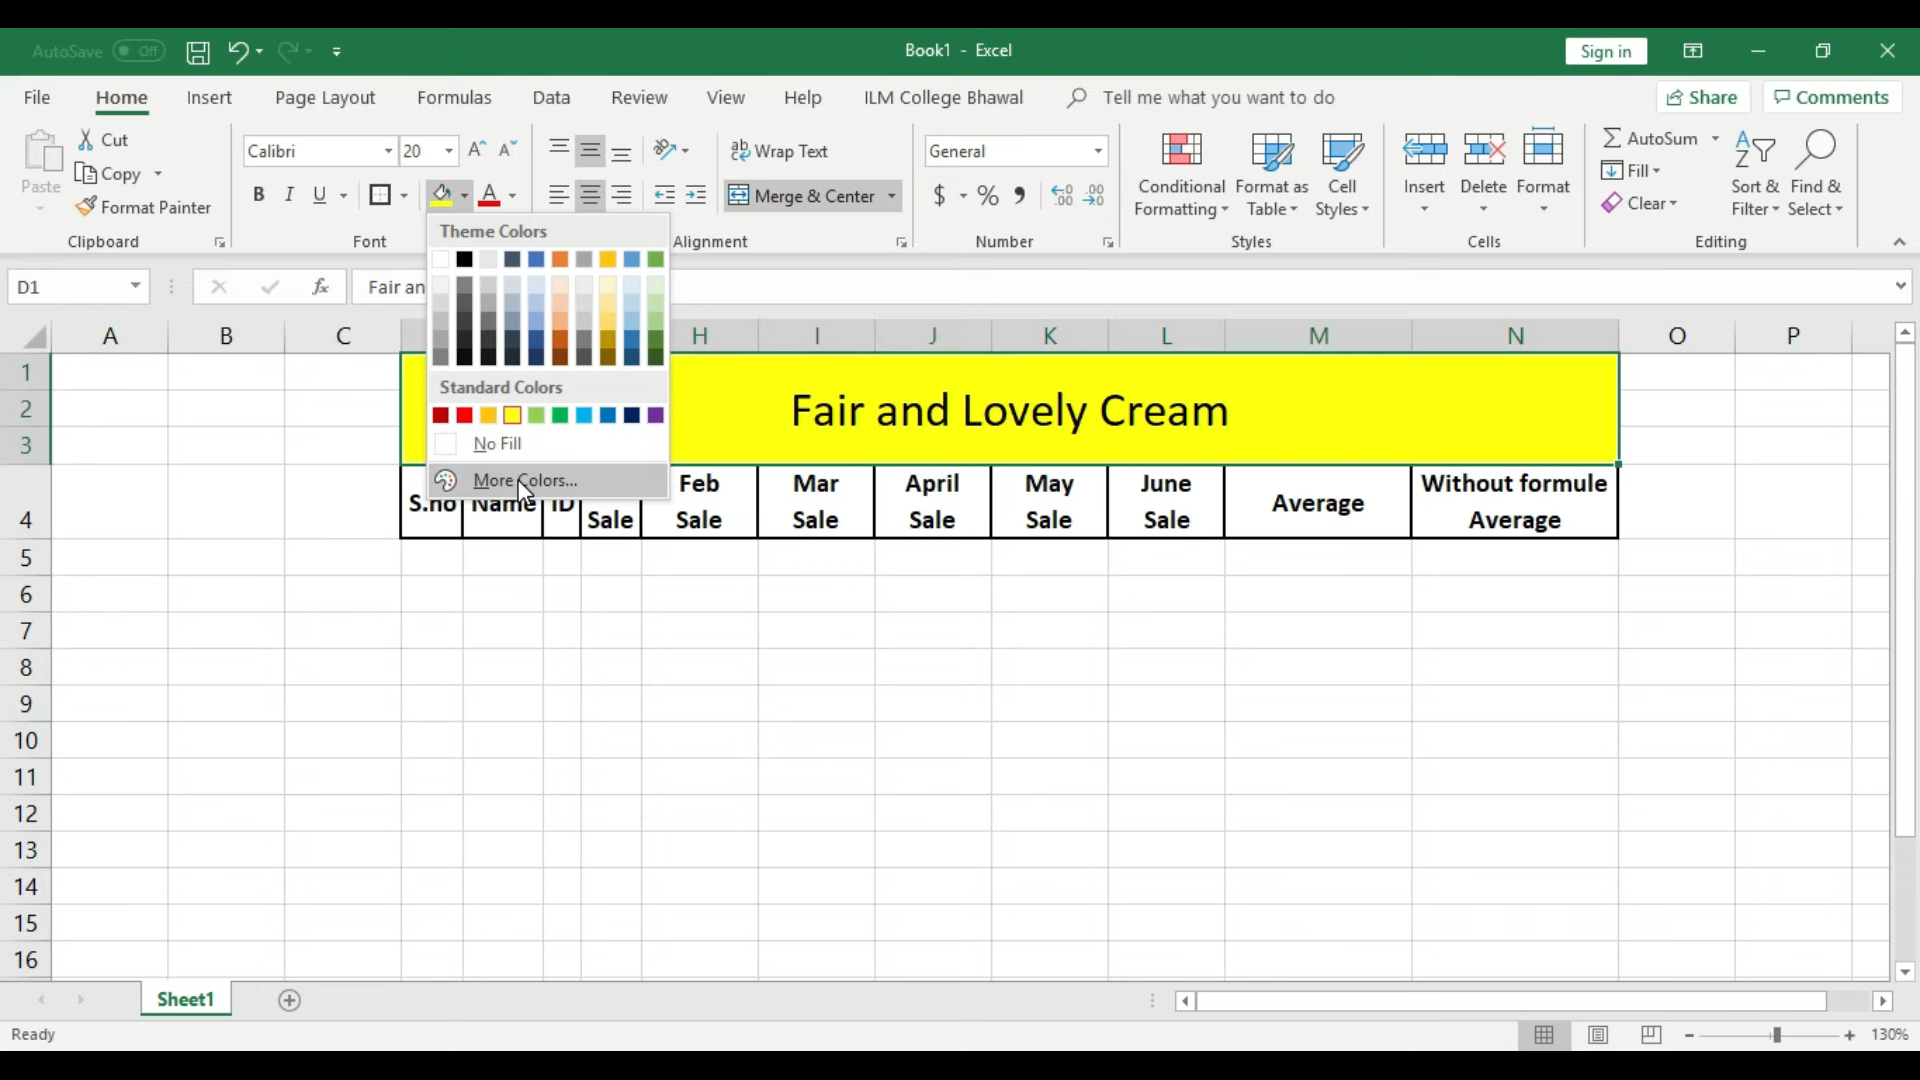 AutoSave Off
Book1 - Excel
Sign in
File Home Insert Page Layout Formulas Data Review View Help ILM College Bhawal Tell me what you want to do
Share Comments
Paste
Cut
Copy
Format Painter
Clipboard
Calibri 20
B I U A
Font
ab Wrap Text
Merge & Center
Alignment
General
$ % ,
Number
Conditional Formatting
Format as Table
Cell Styles
Styles
Insert Delete Format
Cells
AutoSum
Fill
Clear
Sort & Filter
Find & Select
Editing
Theme Colors
Standard Colors
No Fill
More Colors...
D1 fx Fair an
A B C H I J K L M N O P
1
2
3
4
5
6
7
8
9
10
11
12
13
14
15
16
Fair and Lovely Cream
S.no Name ID Sale
Feb Sale
Mar Sale
April Sale
May Sale
June Sale
Average
Without formule Average
Sheet1
Ready
130%